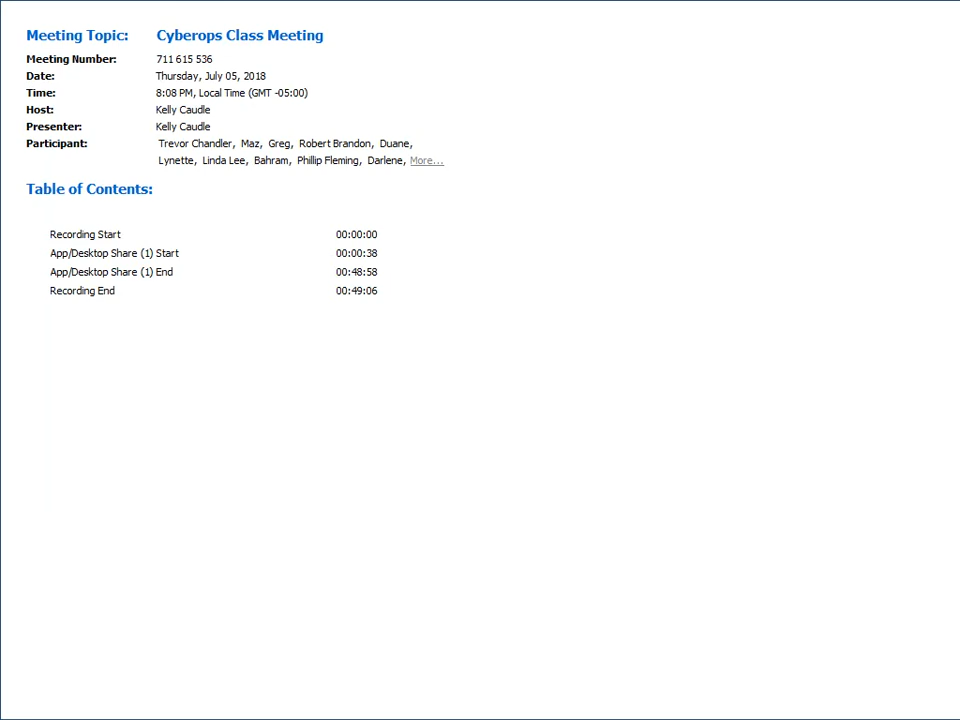 Meeting Topic: Cyberops Class Meeting
Meeting Number: 711 615 536
Date: Thursday, July 05, 2018
Time: 8:08 PM, Local Time (GMT -05:00)
Host: Kelly Caudle
Presenter: Kelly Caudle
Participant: Trevor Chandler, Maz, Greg, Robert Brandon, Duane,
Lynette, Linda Lee, Bahram, Phillip Fleming, Darlene, More...
Table of Contents:
Recording Start 00:00:00
App/Desktop Share (1) Start 00:00:38
App/Desktop Share (1) End 00:48:58
Recording End 00:49:06